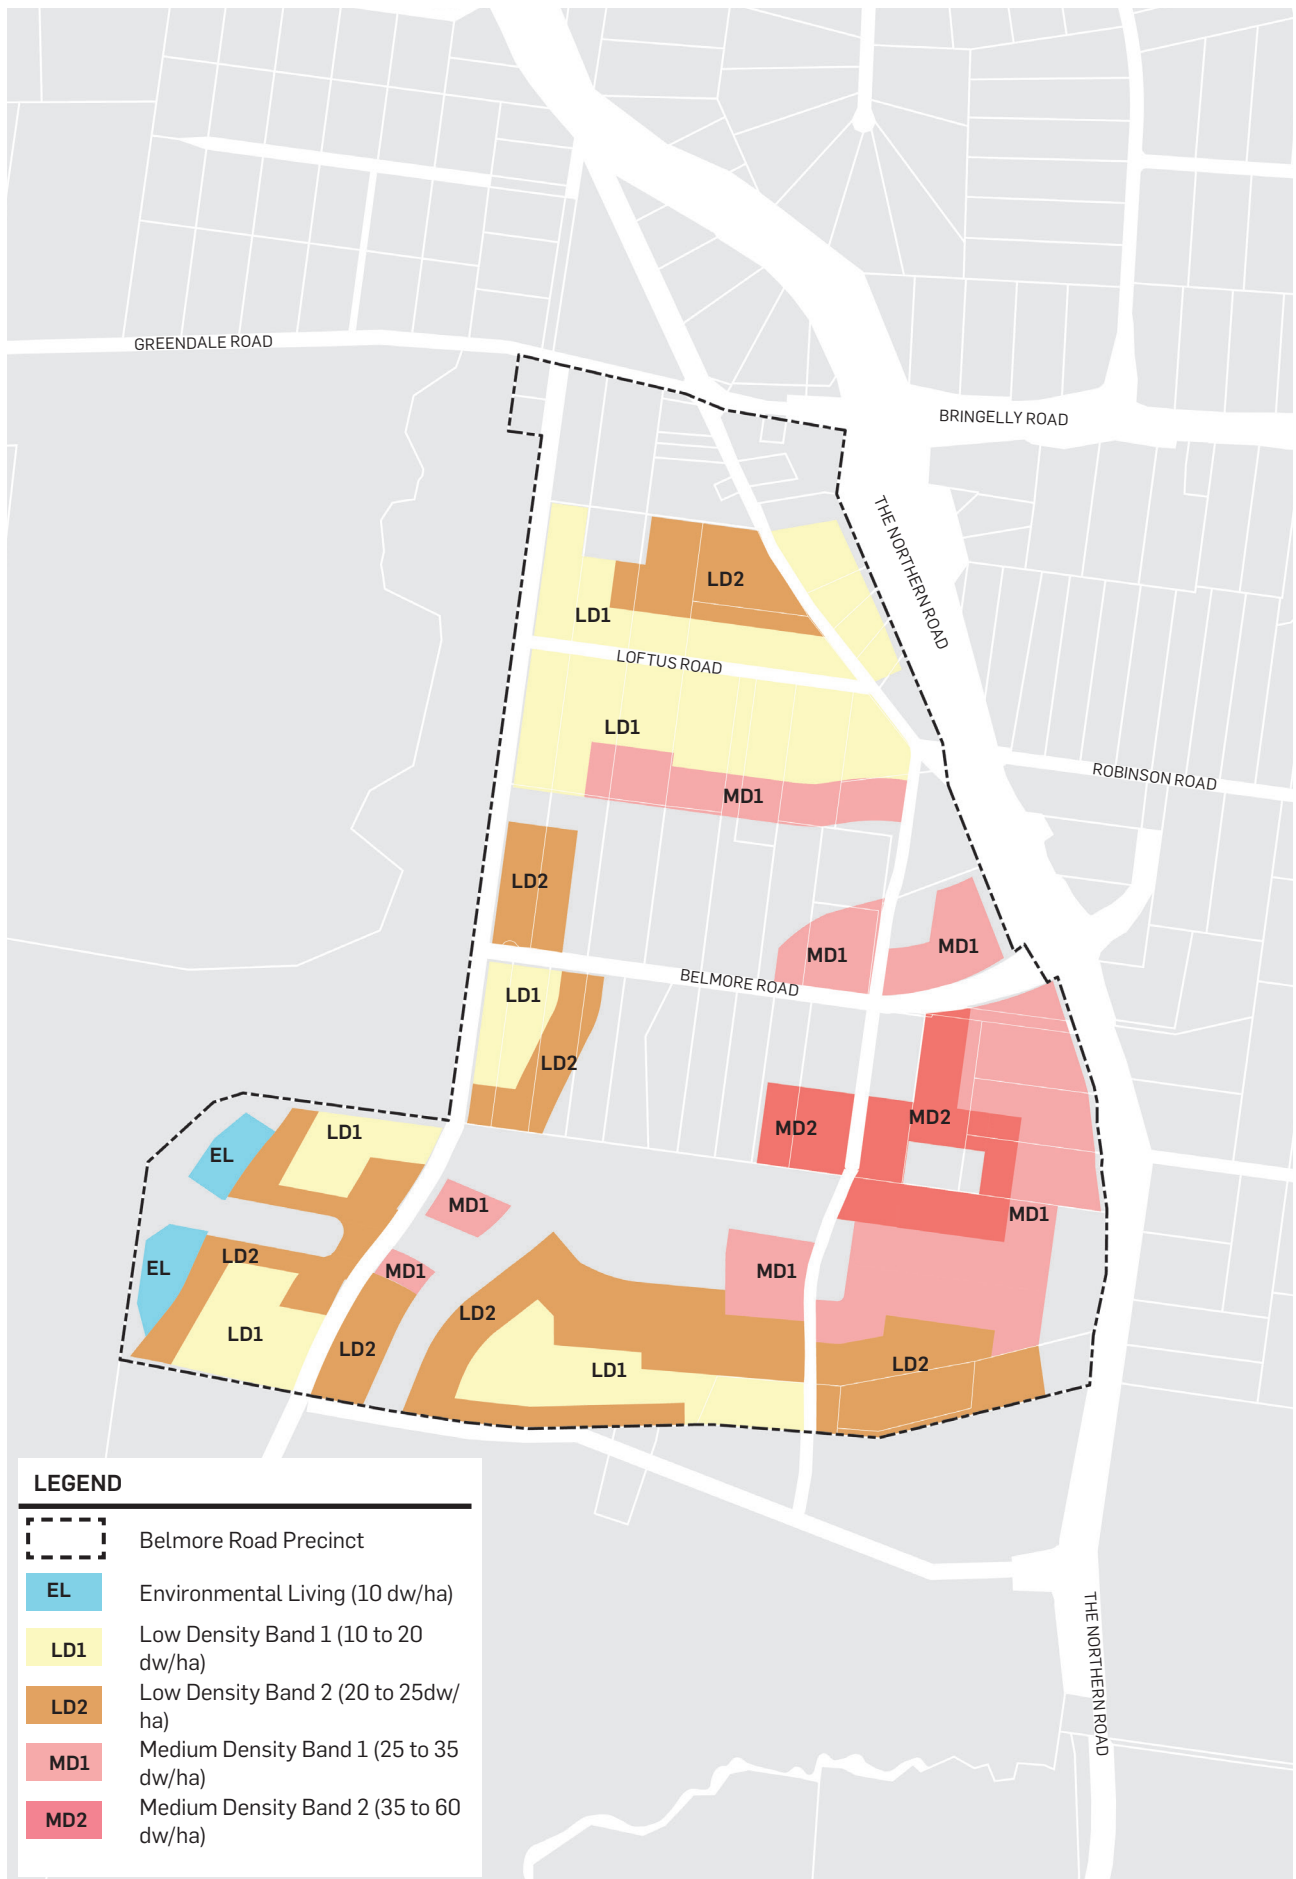 GREENDALE ROAD
BRINGELLY ROAD
THE NORTHERN ROAD
LD2
LD1
LOFTUS ROAD
LD1
ROBINSON ROAD
MD1
LD2
MD1
MD1
BELMORE ROAD
LD1
LD2
MD2
MD2
LD1
EL
MD1
MD1
LD2
EL
MD1
MD1
LD2
LD1
LD2
LD1
LD2
LEGEND
Belmore Road Precinct
EL
Environmental Living (10 dw/ha)
LD1
Low Density Band 1 (10 to 20
dw/ha)
LD2
Low Density Band 2 (20 to 25dw/
ha)
MD1
Medium Density Band 1 (25 to 35
dw/ha)
MD2
Medium Density Band 2 (35 to 60
dw/ha)
THE NORTHERN ROAD